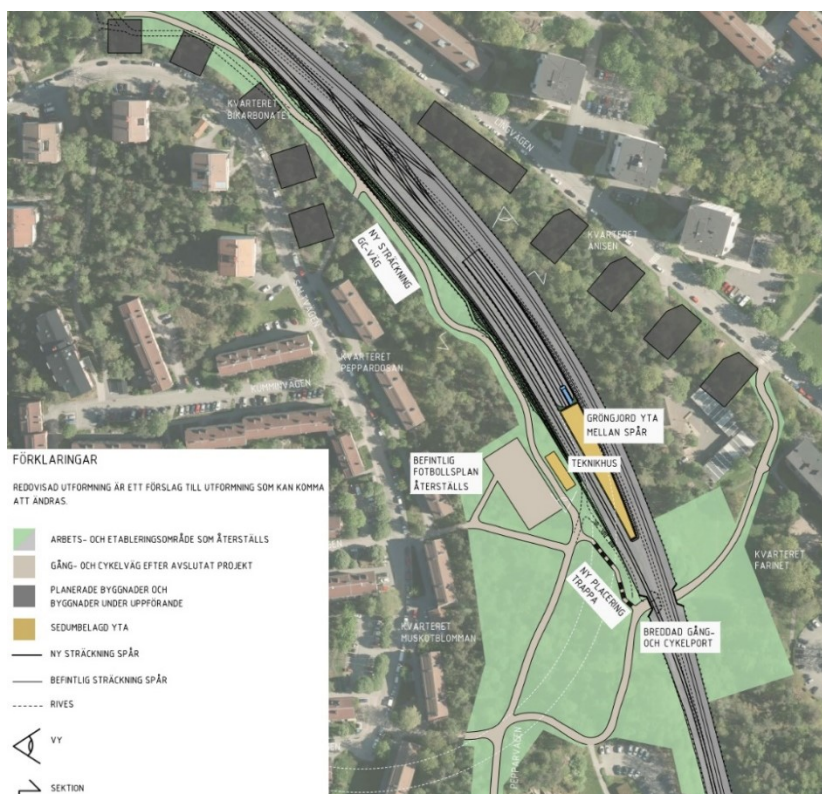 KVARTERET
BIKARBONATET
KVARTERET
ANISEN
NY STRÄCKNING
GC-VÄG
KVARTERET
PEPPARDOSAN
KUMMINVÄGEN
GRÖNGJORD YTA
MELLAN SPÅR
BEFINTLIG
FOTBOLLSPLAN
ÅTERSTÄLLS
TEKNIKHUS
KVARTERET
FARINET
NY PLACERING
TRAPPA
BREDDAD GÅNG-
OCH CYKELPORT
KVARTERET
MUSKOTBLOMMAN
PEPPARVÄGEN
FÖRKLARINGAR
REDOVISAD UTFORMNING ÄR ETT FÖRSLAG TILL UTFORMNING SOM KAN KOMMA
ATT ÄNDRAS.
ARBETS- OCH ETABLERINGSOMRÅDE SOM ÅTERSTÄLLS
GÅNG- OCH CYKELVÄG EFTER AVSLUTAT PROJEKT
PLANERADE BYGGNADER OCH
BYGGNADER UNDER UPPFÖRANDE
SEDUMBELAGD YTA
NY STRÄCKNING SPÅR
BEFINTLIG STRÄCKNING SPÅR
RIVES
VY
SEKTION